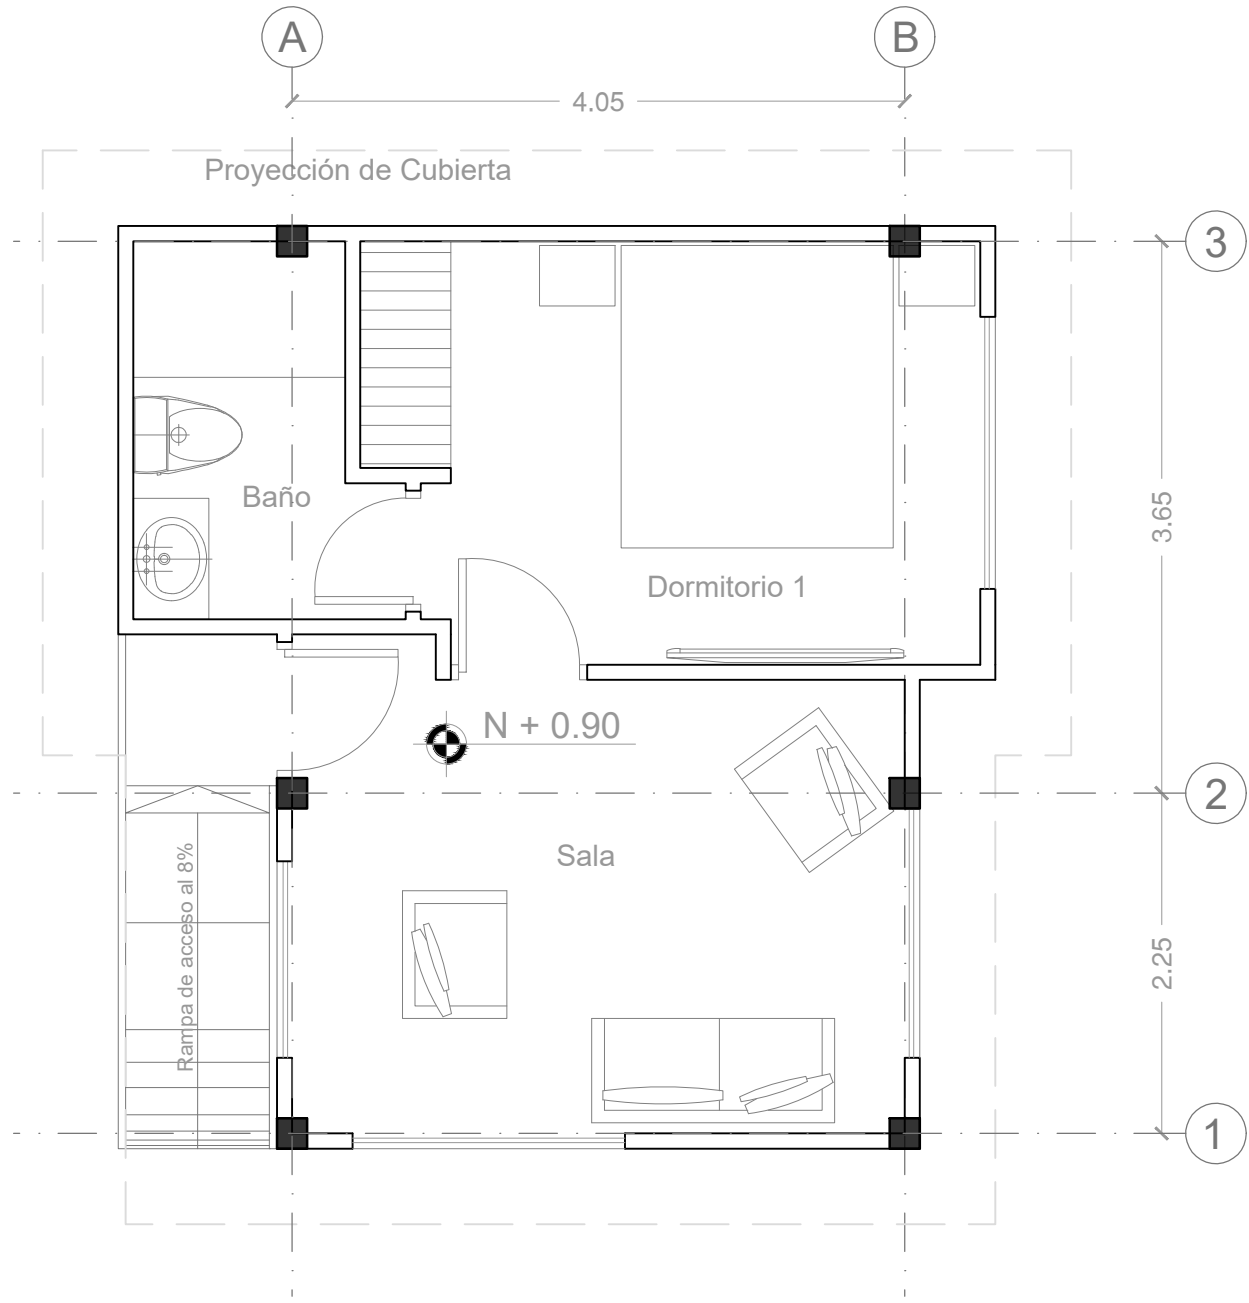 A
B
4.05
Proyección de Cubierta
3
3.65
Baño
Dormitorio 1
N + 0.90
2
Sala
Rampa de acceso al 8%
2.25
1